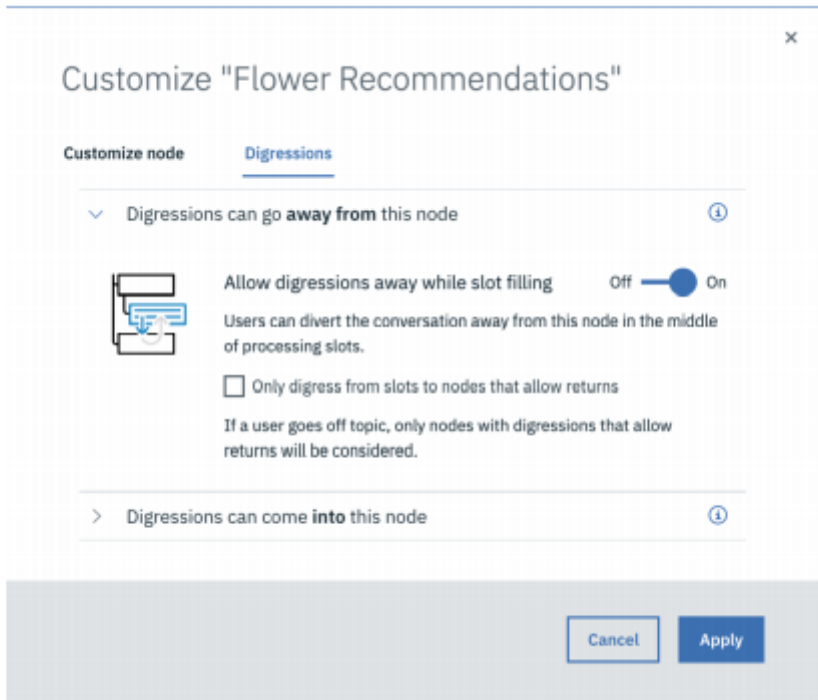 Customize "Flower Recommendations"
Customize node
Digressions
Digressions can go away from this node
Allow digressions away while slot filling
Off
On
Users can divert the conversation away from this node in the middle
of processing slots.
Only digress from slots to nodes that allow returns
If a user goes off topic, only nodes with digressions that allow
returns will be considered.
Digressions can come into this node
Cancel
Apply